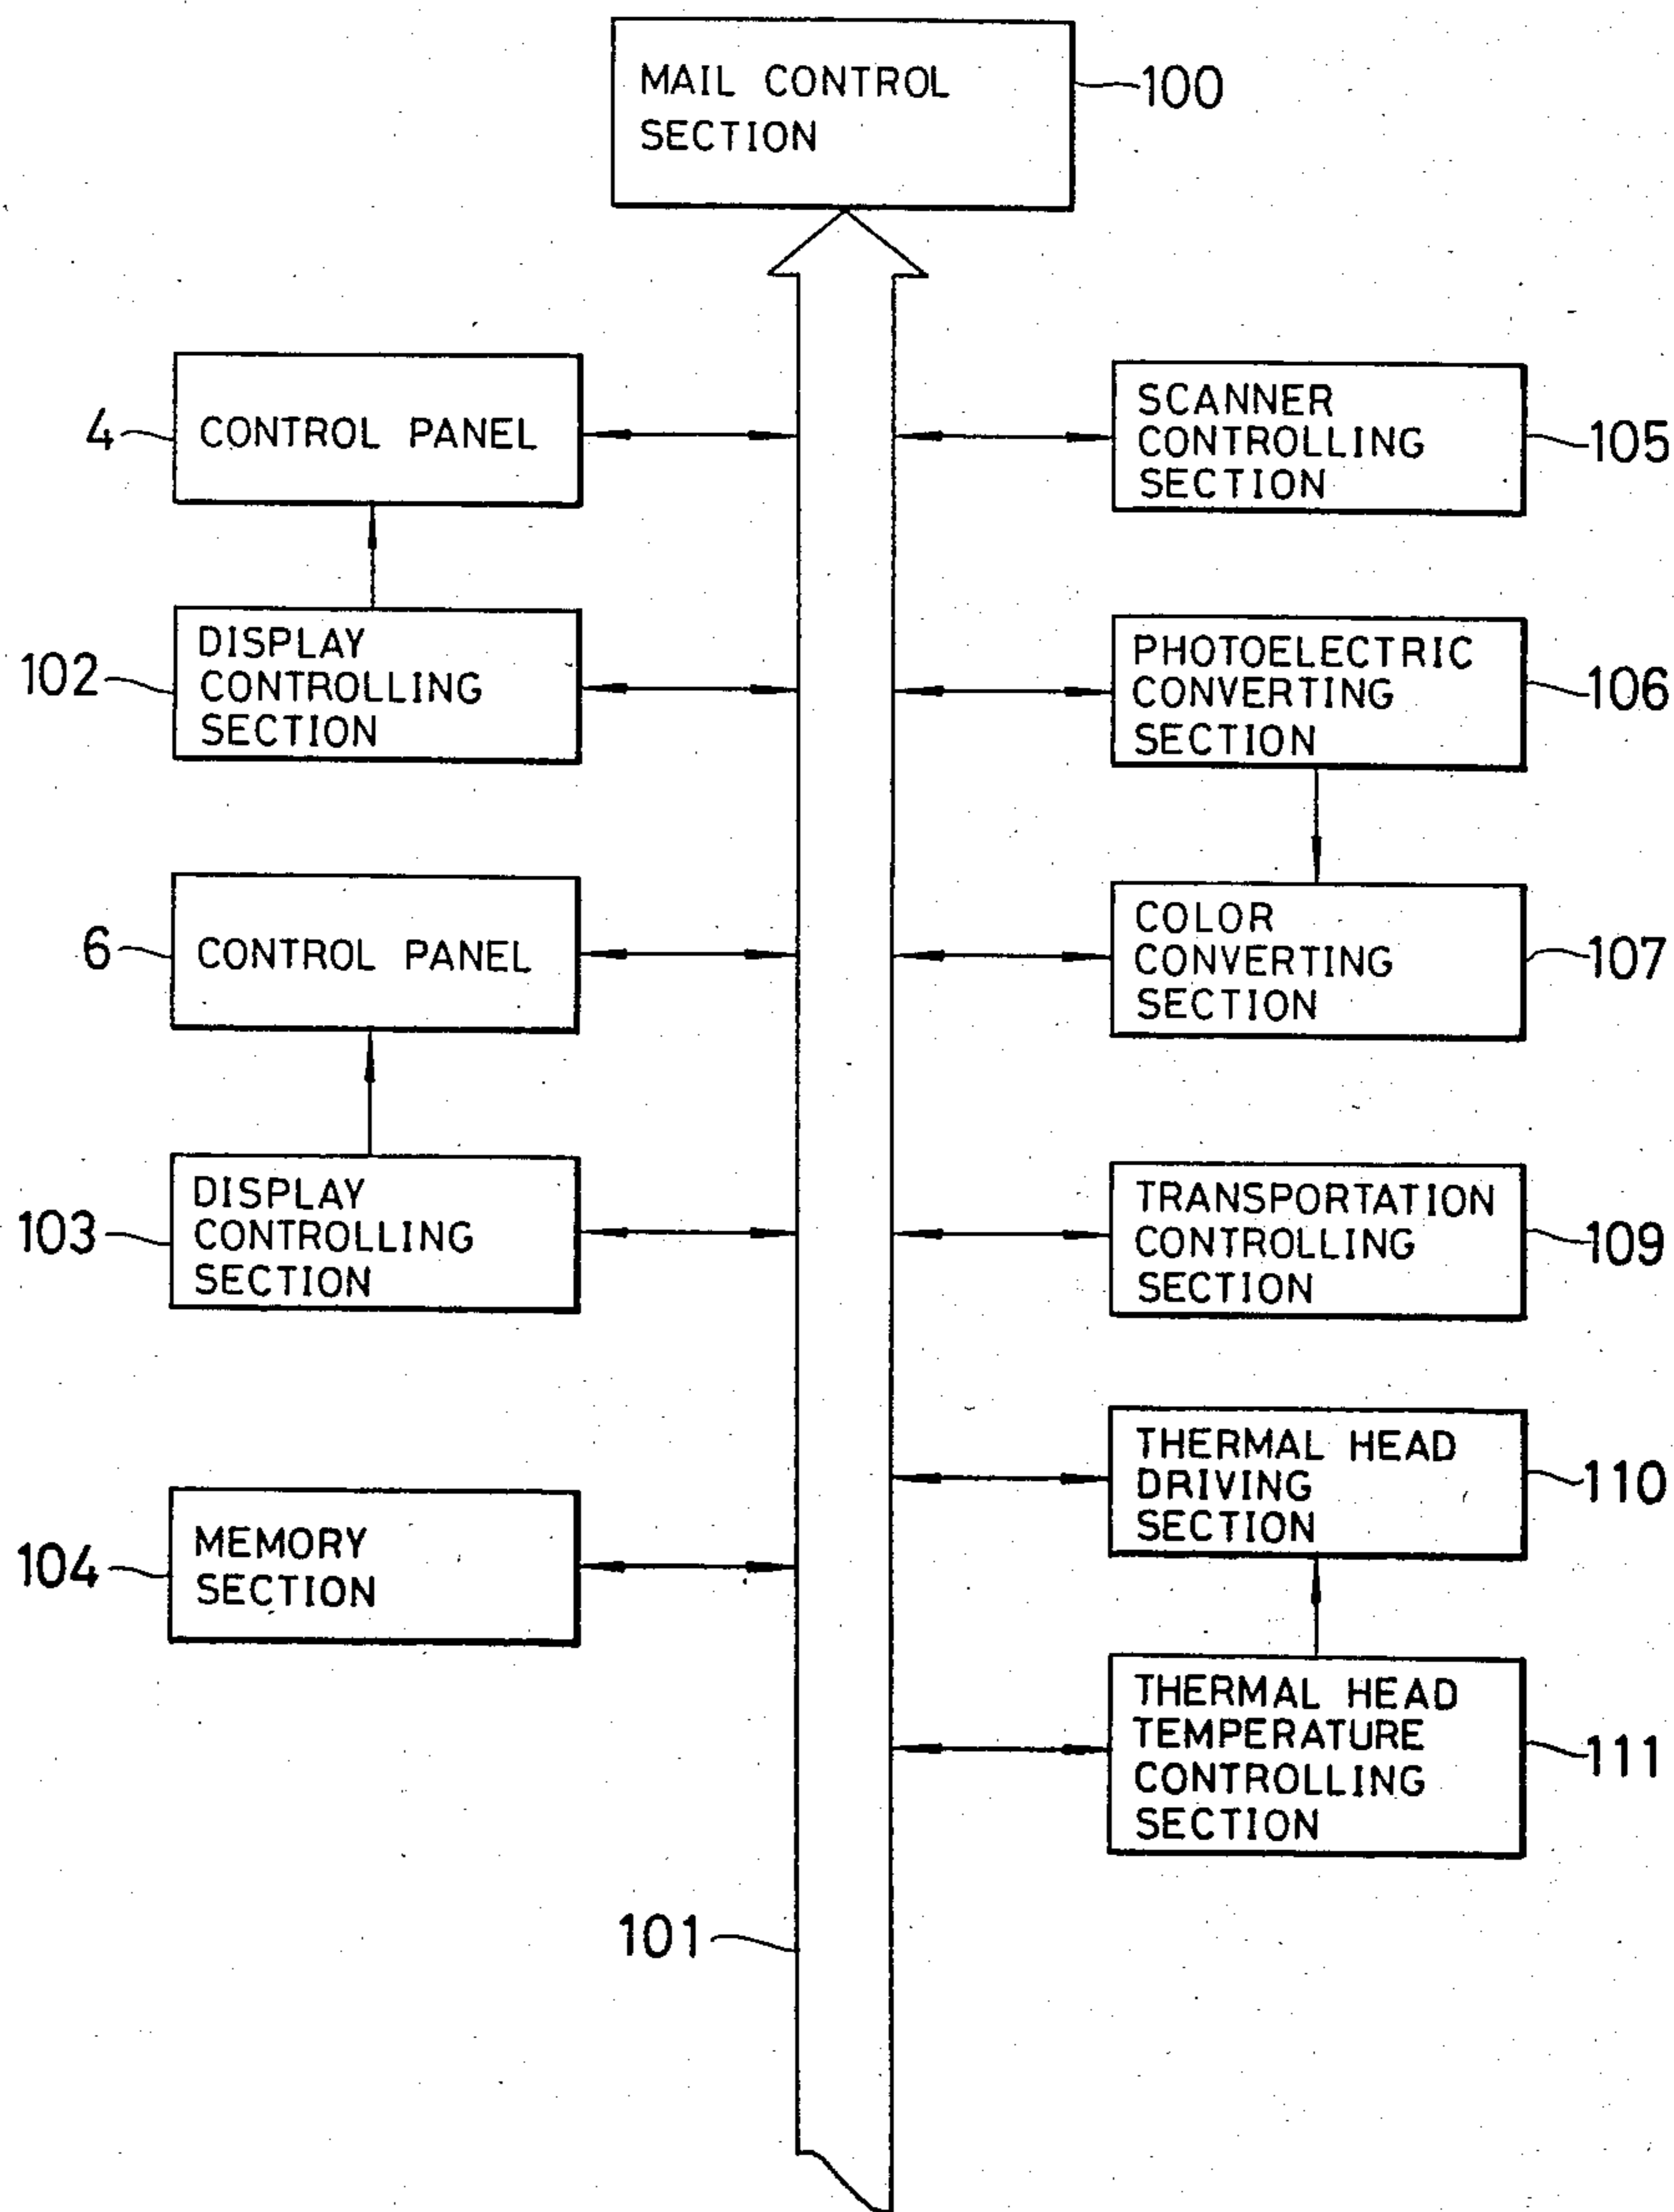 MAIL CONTROL
SECTION
100
4
CONTROL PANEL
SCANNER
CONTROLLING
SECTION
105
102
DISPLAY
CONTROLLING
SECTION
PHOTOELECTRIC
CONVERTING
SECTION
106
6
CONTROL PANEL
COLOR
CONVERTING
SECTION
107
103
DISPLAY
CONTROLLING
SECTION
TRANSPORTATION
CONTROLLING
SECTION
109
104
MEMORY
SECTION
THERMAL HEAD
DRIVING
SECTION
110
THERMAL HEAD
TEMPERATURE
CONTROLLING
SECTION
111
101